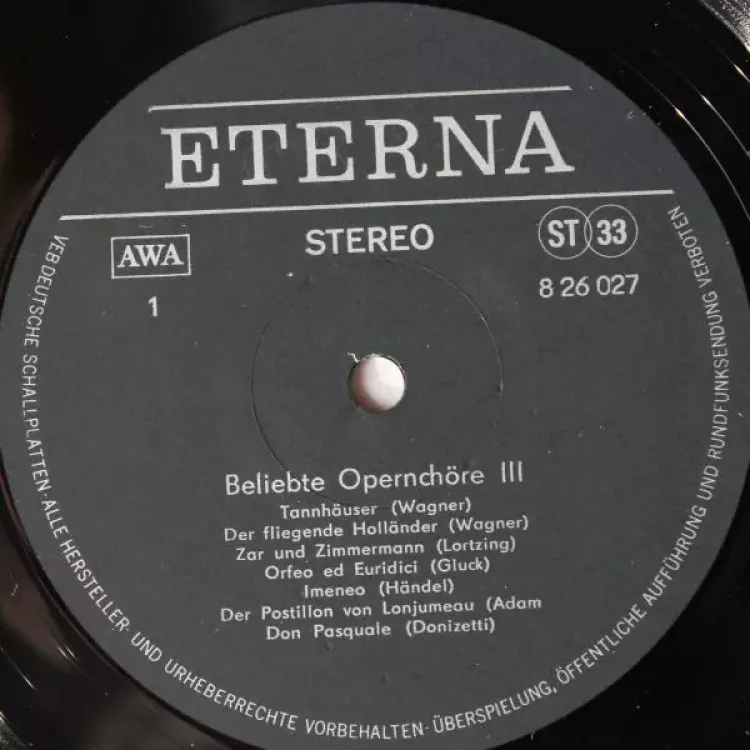 ETERNA
AWA
STEREO
ST 33
1
8 26 027
Beliebte Opernchöre III
Tannhäuser (Wagner)
Der fliegende Holländer (Wagner)
Zar und Zimmermann (Lortzing)
Orfeo ed Euridici (Gluck)
Imeneo (Händel)
Der Postillon von Lonjumeau (Adam
Don Pasquale (Donizetti)
VEB DEUTSCHE SCHALLPLATTEN · ALLE HERSTELLER- UND URHEBERRECHTE VORBEHALTEN · ÜBERSPIELUNG, ÖFFENTLICHE AUFFÜHRUNG UND RUNDFUNKSENDUNG VERBOTEN